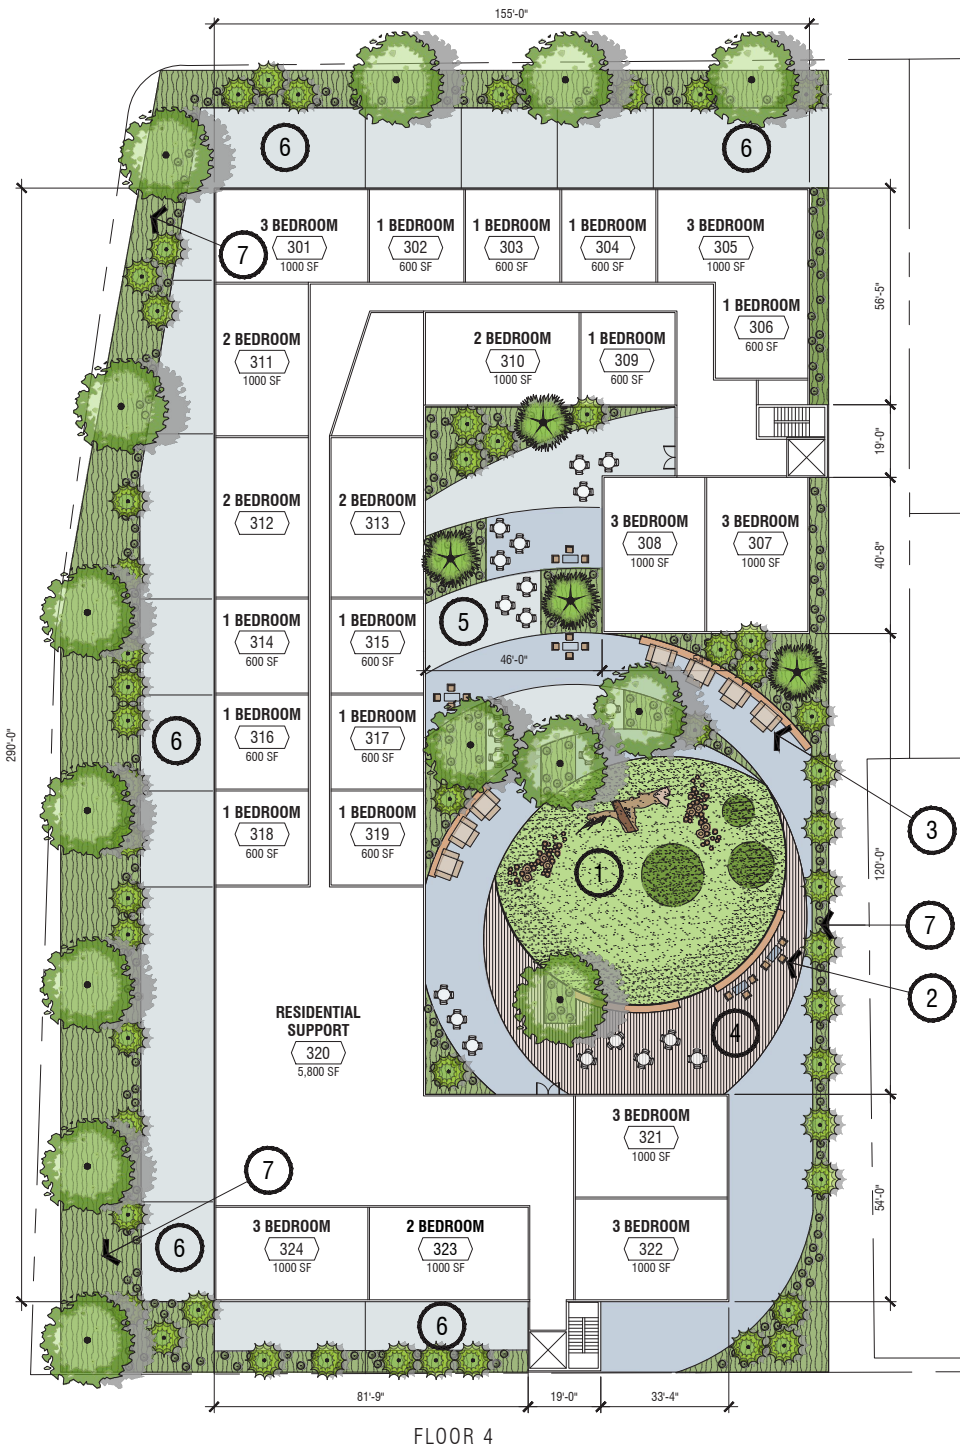 155'-0"
6
6
3 BEDROOM
301
1000 SF
1 BEDROOM
302
600 SF
1 BEDROOM
303
600 SF
1 BEDROOM
304
600 SF
3 BEDROOM
305
1000 SF
7
1 BEDROOM
306
600 SF
56'-5"
2 BEDROOM
311
1000 SF
2 BEDROOM
310
1000 SF
1 BEDROOM
309
600 SF
19'-0"
2 BEDROOM
312
2 BEDROOM
313
3 BEDROOM
308
1000 SF
3 BEDROOM
307
1000 SF
40'-8"
1 BEDROOM
314
600 SF
1 BEDROOM
315
600 SF
5
46'-0"
290'-0"
6
1 BEDROOM
316
600 SF
1 BEDROOM
317
600 SF
1 BEDROOM
318
600 SF
1 BEDROOM
319
600 SF
1
3
120'-0"
7
2
4
RESIDENTIAL
SUPPORT
320
5,800 SF
3 BEDROOM
321
1000 SF
7
54'-0"
6
3 BEDROOM
324
1000 SF
2 BEDROOM
323
1000 SF
3 BEDROOM
322
1000 SF
6
81'-9"
19'-0"
33'-4"
FLOOR 4